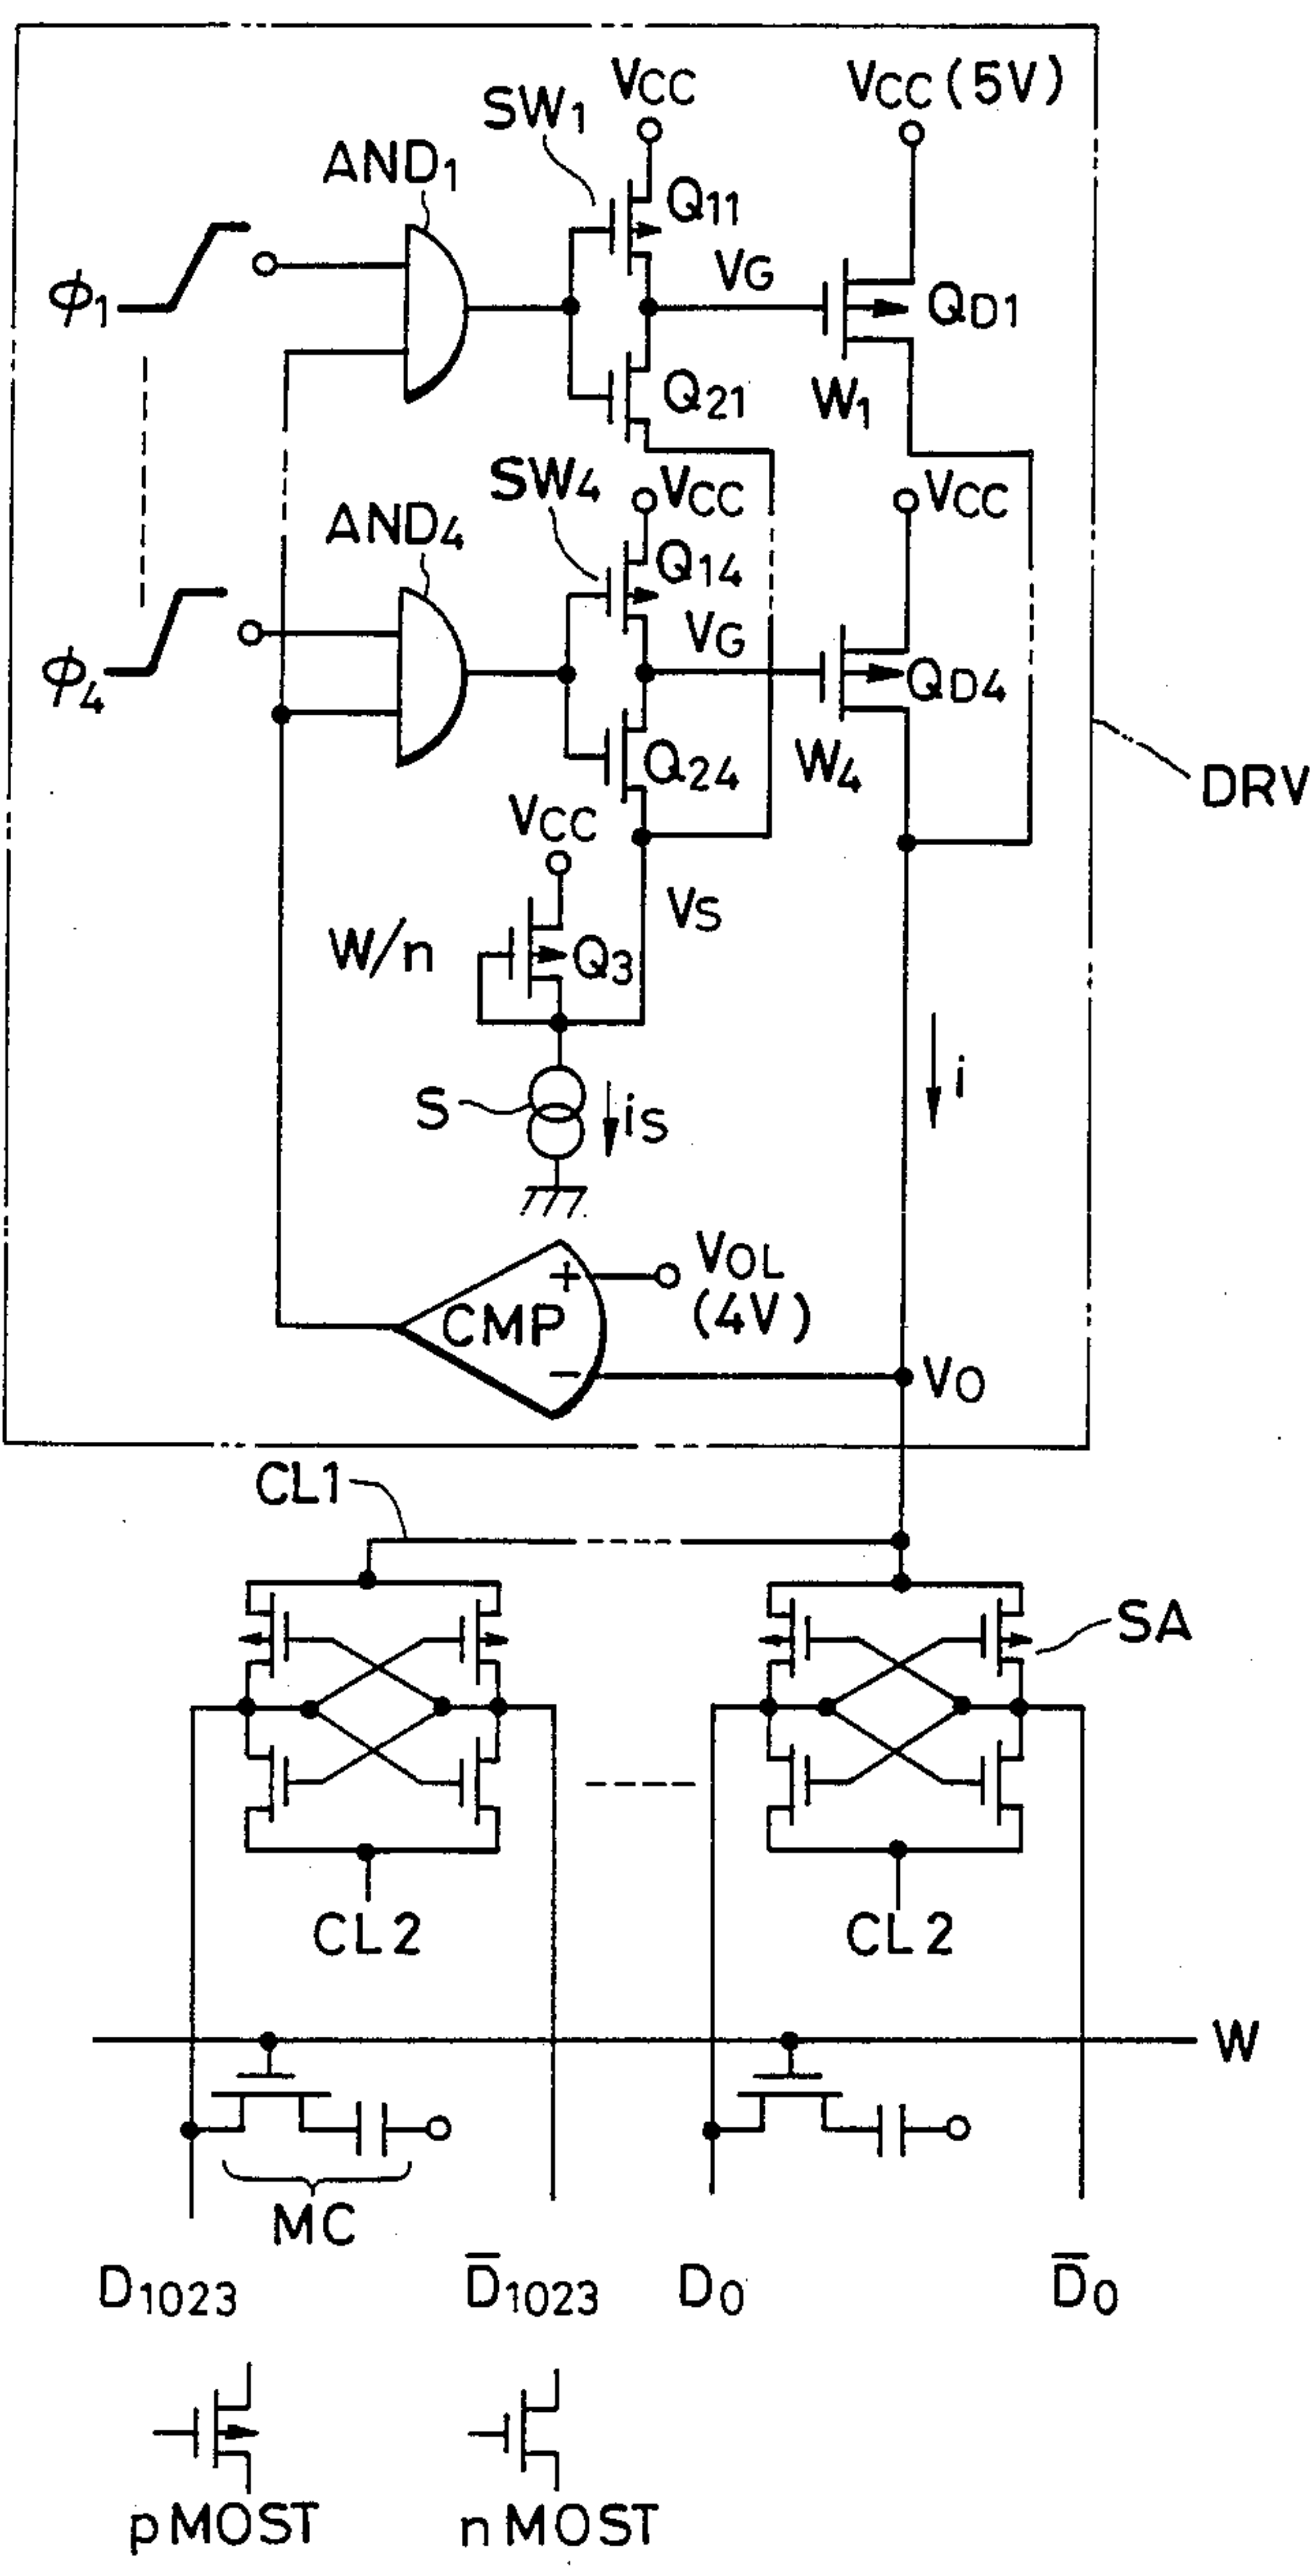 VCC
VCC (5V)
SW1
AND1
Q11
ϕ1
VG
QD1
Q21
W1
SW4
VCC
VCC
AND4
Q14
VG
ϕ4
QD4
Q24
W4
DRV
VCC
VS
W/n
Q3
S
iS
i
VOL
(4V)
+
CMP
−
VO
CL1
SA
CL2
CL2
W
MC
D1023
D̅1023
D0
D̅0
pMOST
nMOST